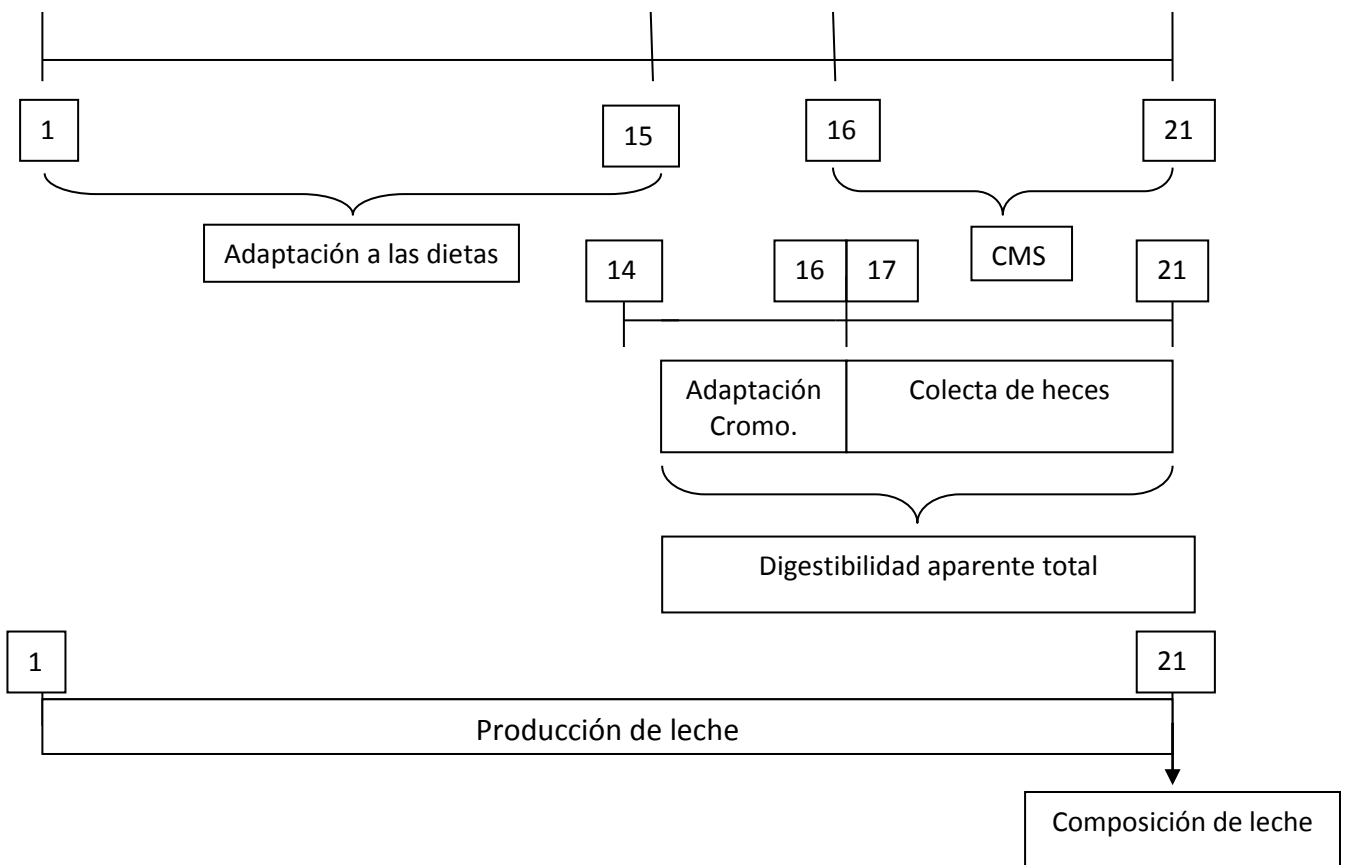 1
15
16
21
Adaptación a las dietas
CMS
14
16
17
21
Adaptación
Cromo.
Colecta de heces
Digestibilidad aparente total
1
21
Producción de leche
Composición de leche